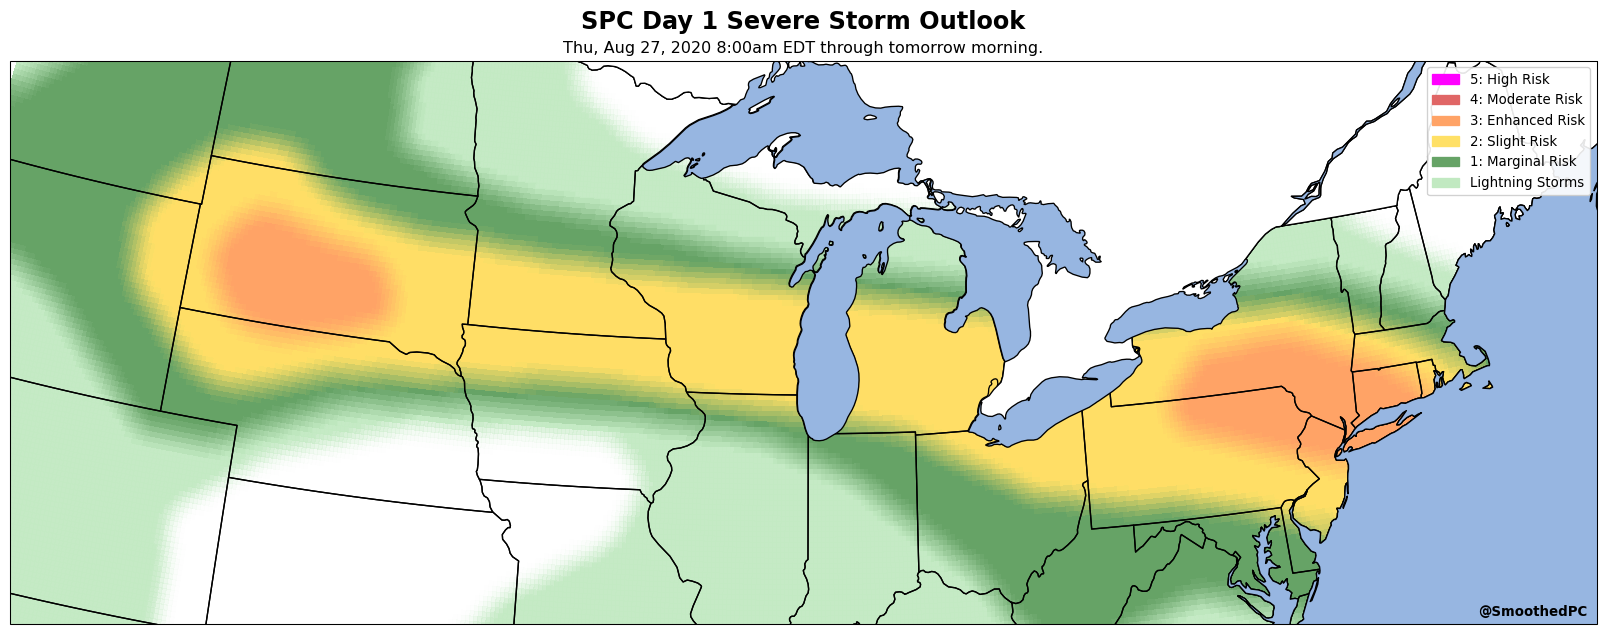 SPC Day 1 Severe Storm Outlook
Thu, Aug 27, 2020 8:00am EDT through tomorrow morning.
5: High Risk
4: Moderate Risk
3: Enhanced Risk
2: Slight Risk
1: Marginal Risk
Lightning Storms
@SmoothedPC